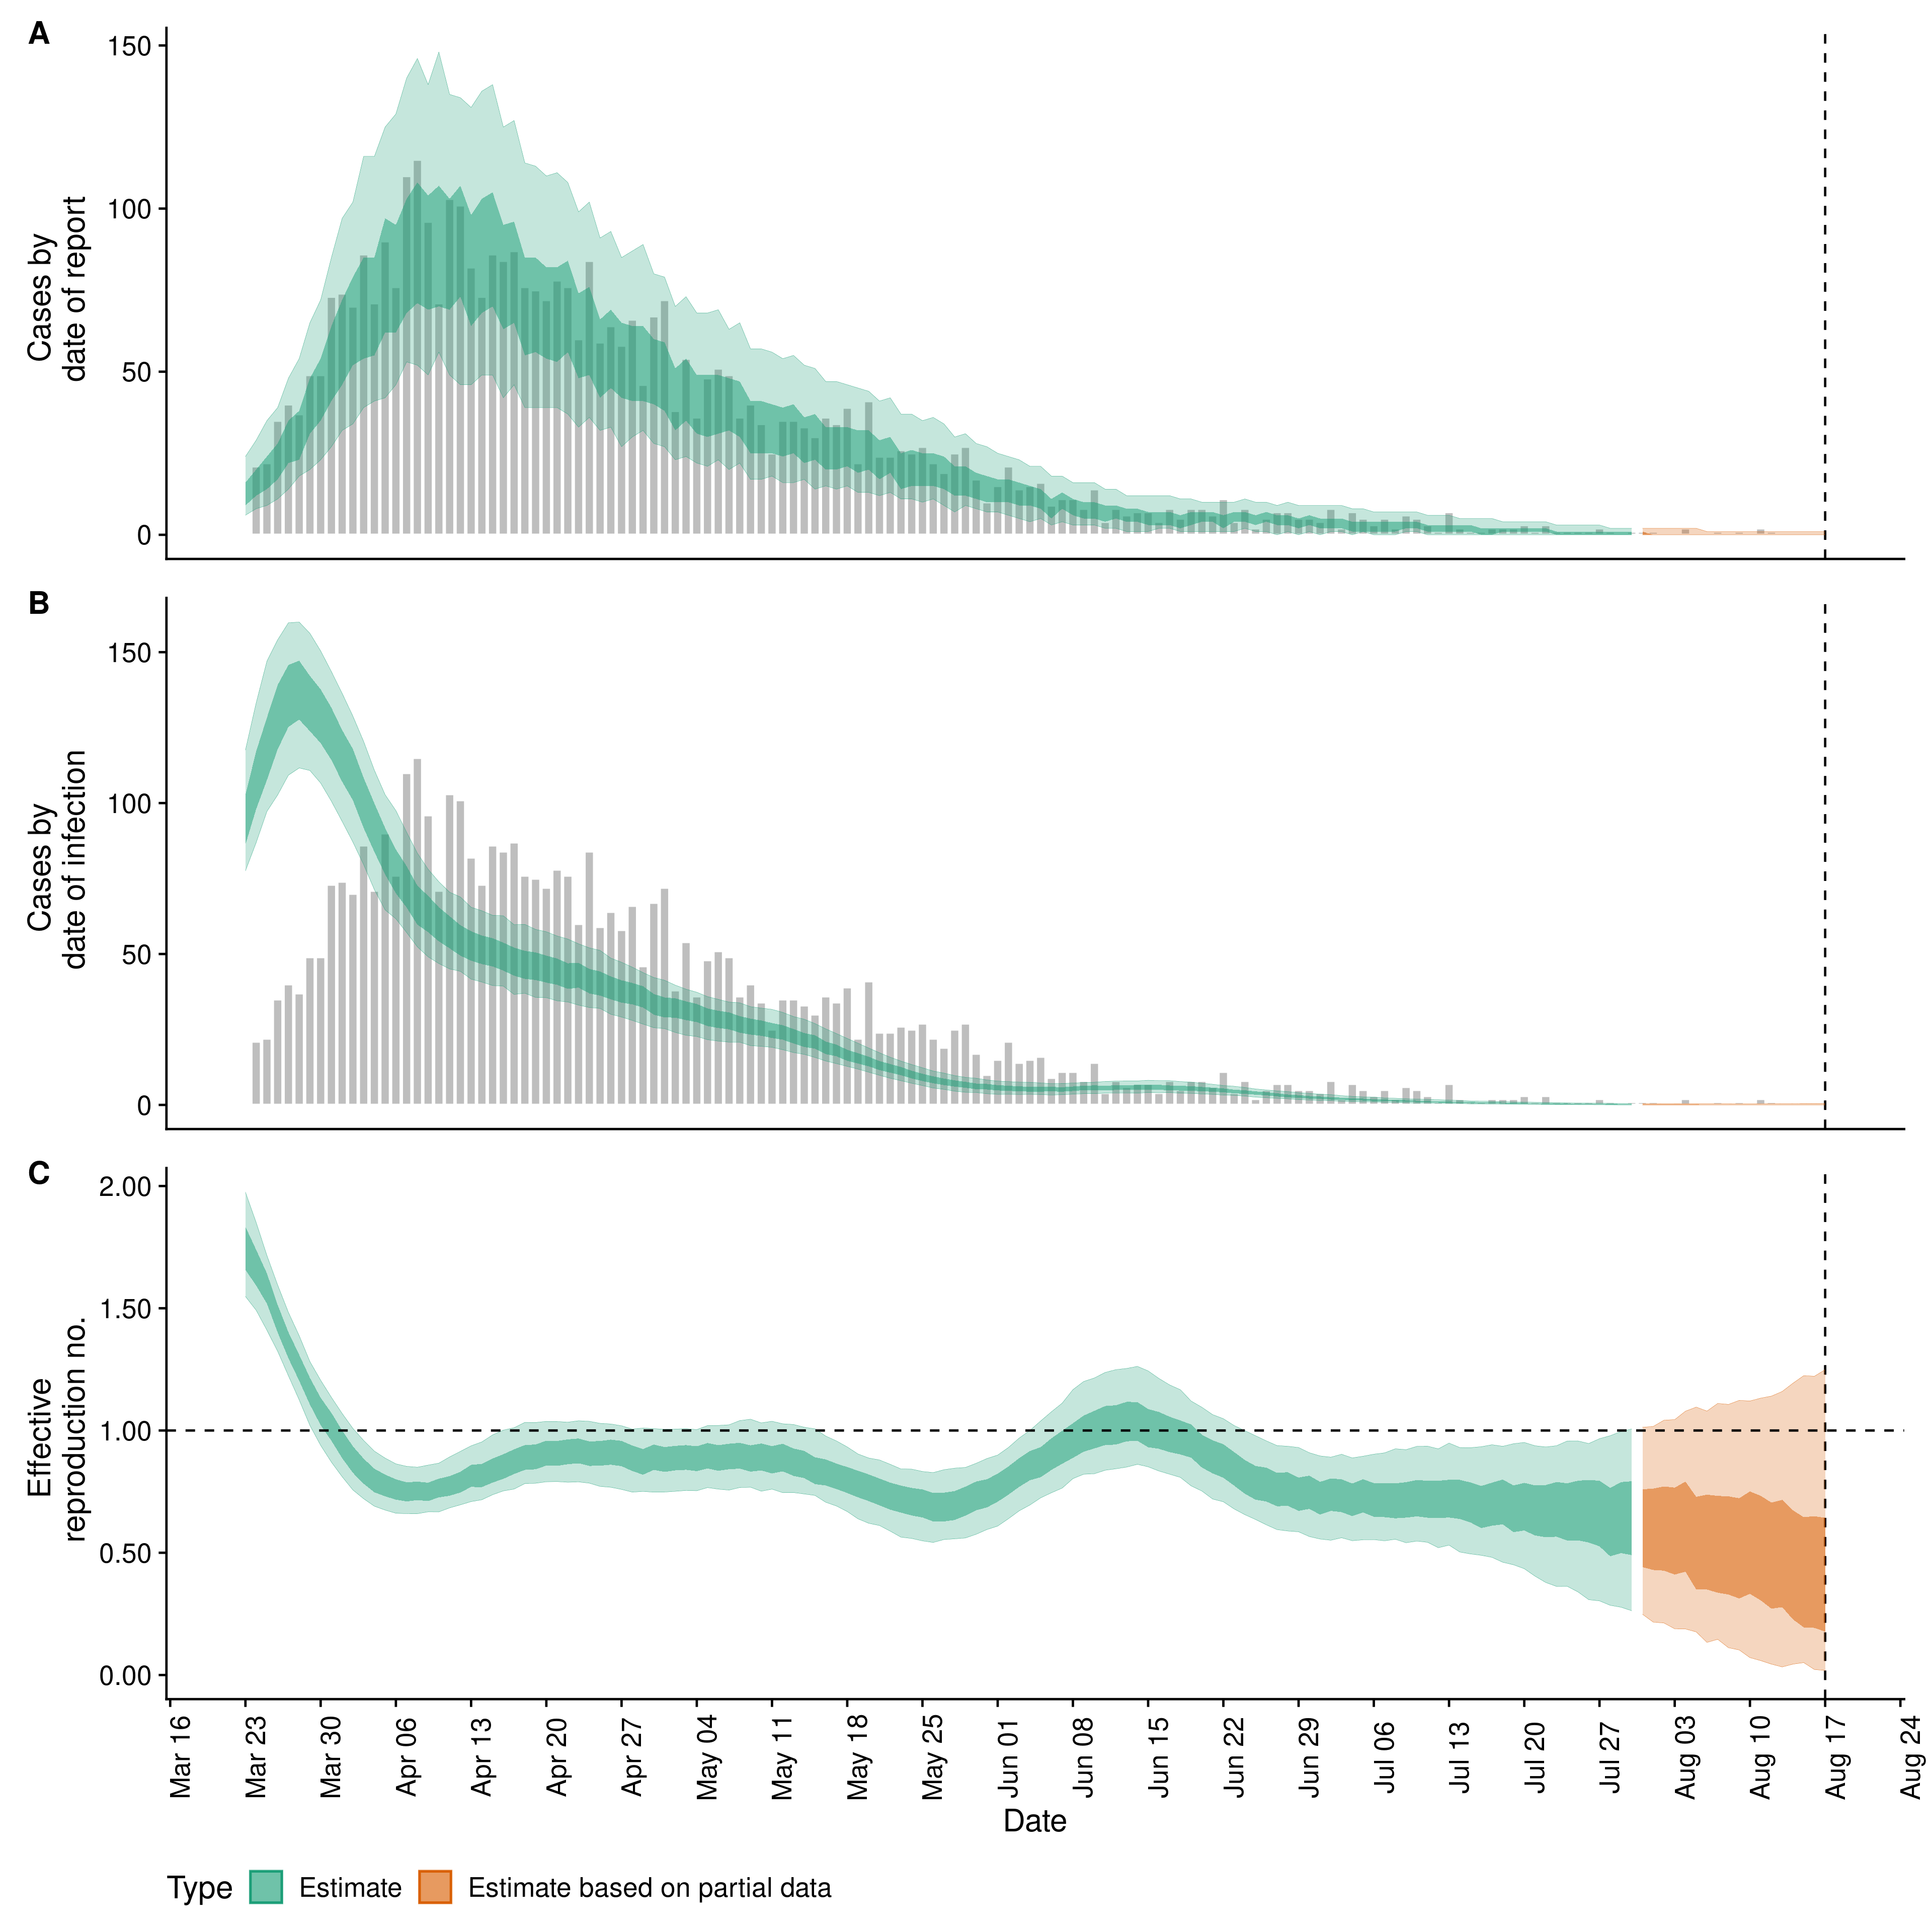 A
150
100
50
0
Cases by
date of report
B
150
100
50
0
Cases by
date of infection
C
2.00
1.50
1.00
0.50
0.00
Effective
reproduction no.
Mar 16
Mar 23
Mar 30
Apr 06
Apr 13
Apr 20
Apr 27
May 04
May 11
May 18
May 25
Jun 01
Jun 08
Jun 15
Jun 22
Jun 29
Jul 06
Jul 13
Jul 20
Jul 27
Aug 03
Aug 10
Aug 17
Aug 24
Date
Type Estimate Estimate based on partial data